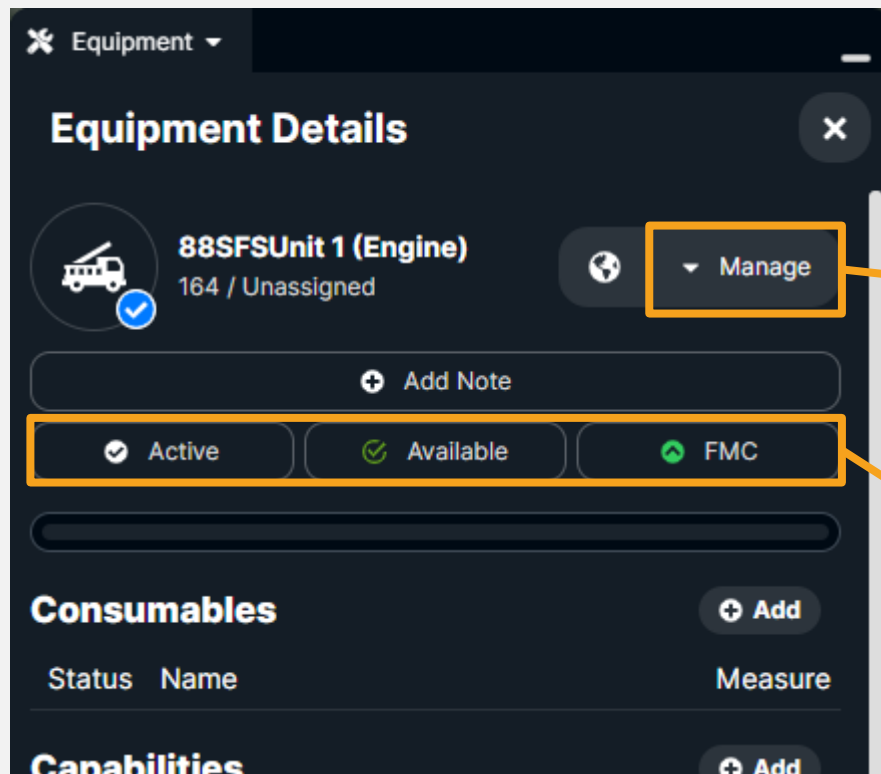 Equipment
Equipment Details
88SFSUnit 1 (Engine)
164 / Unassigned
Manage
Add Note
Active Available FMC
Consumables Add
Status Name Measure
Capabilities Add